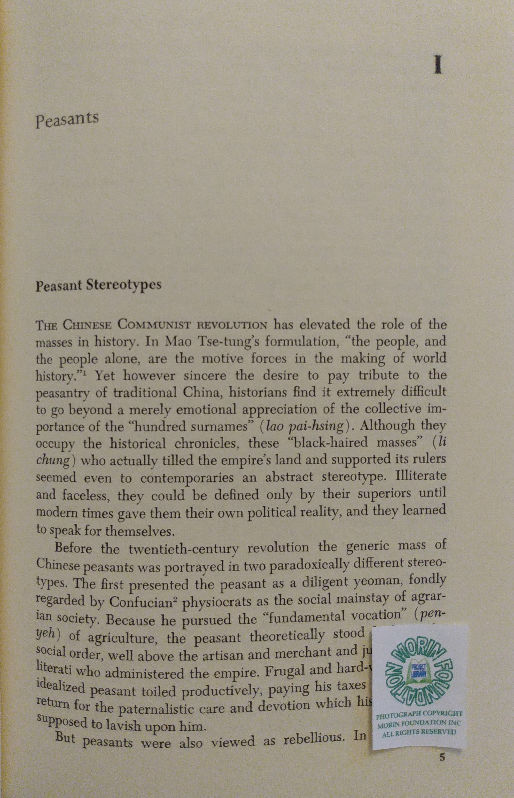 I
Peasants
Peasant Stereotypes
THE CHINESE COMMUNIST REVOLUTION has elevated the role of the
masses in history. In Mao Tse-tung's formulation, "the people, and
the people alone, are the motive forces in the making of world
history."¹ Yet however sincere the desire to pay tribute to the
peasantry of traditional China, historians find it extremely difficult
to go beyond a merely emotional appreciation of the collective im-
portance of the "hundred surnames" (lao pai-hsing). Although they
occupy the historical chronicles, these "black-haired masses" (li
chung) who actually tilled the empire's land and supported its rulers
seemed even to contemporaries an abstract stereotype. Illiterate
and faceless, they could be defined only by their superiors until
modern times gave them their own political reality, and they learned
to speak for themselves.
Before the twentieth-century revolution the generic mass of
Chinese peasants was portrayed in two paradoxically different stereo-
types. The first presented the peasant as a diligent yeoman, fondly
regarded by Confucian² physiocrats as the social mainstay of agrar-
ian society. Because he pursued the "fundamental vocation" (pen-
yeh) of agriculture, the peasant theoretically stood
social order, well above the artisan and merchant and
literati who administered the empire. Frugal and
idealized peasant toiled productively, paying his taxes
return for the paternalistic care and devotion which
supposed to lavish upon him.
But peasants were also viewed as rebellious. In
MORIN FOUNDATION
PROJECT
LIBRARY
PHOTOGRAPH COPYRIGHT
MORIN FOUNDATION INC
ALL RIGHTS RESERVED
5